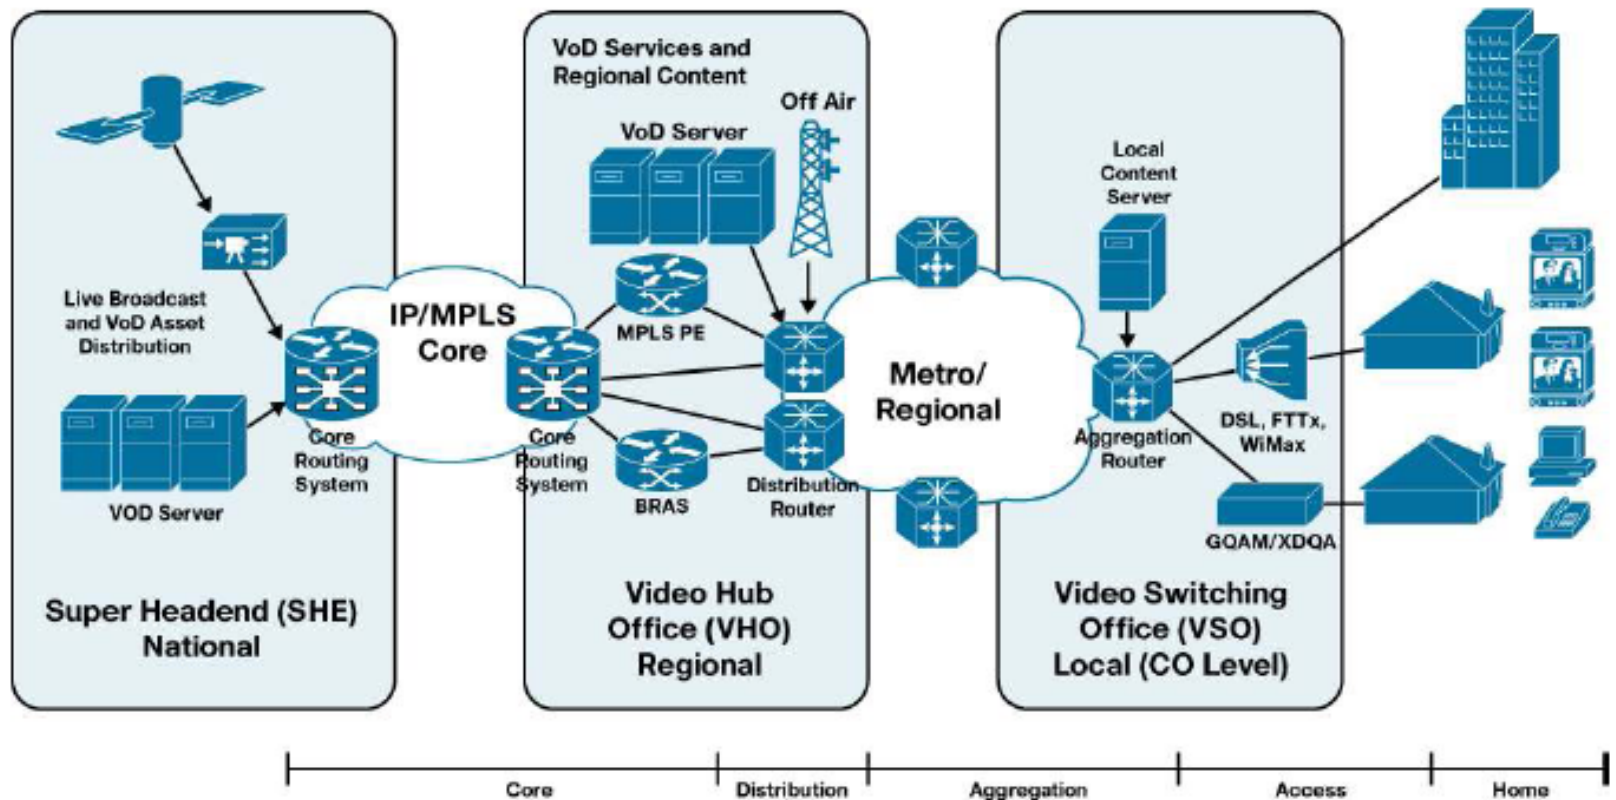 Live Broadcast
and VoD Asset
Distribution
VOD Server
Core
Routing
System
Super Headend (SHE)
National
IP/MPLS
Core
VoD Services and
Regional Content
Off Air
VoD Server
MPLS PE
Core
Routing
System
BRAS
Distribution
Router
Video Hub
Office (VHO)
Regional
Metro/
Regional
Local
Content
Server
Aggregation
Router
DSL, FTTx,
WiMax
GQAM/XDQA
Video Switching
Office (VSO)
Local (CO Level)
Core
Distribution
Aggregation
Access
Home